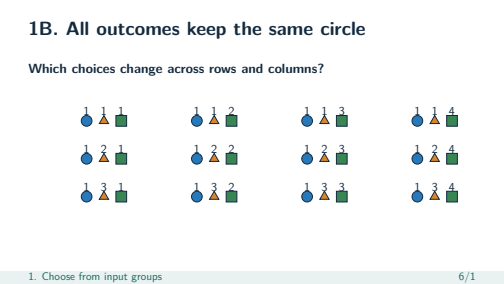 1B. All outcomes keep the same circle
Which choices change across rows and columns?
1 1 1 1 1 2 1 1 3 1 1 4
1 2 1 1 2 2 1 2 3 1 2 4
1 3 1 1 3 2 1 3 3 1 3 4
1. Choose from input groups 6/1